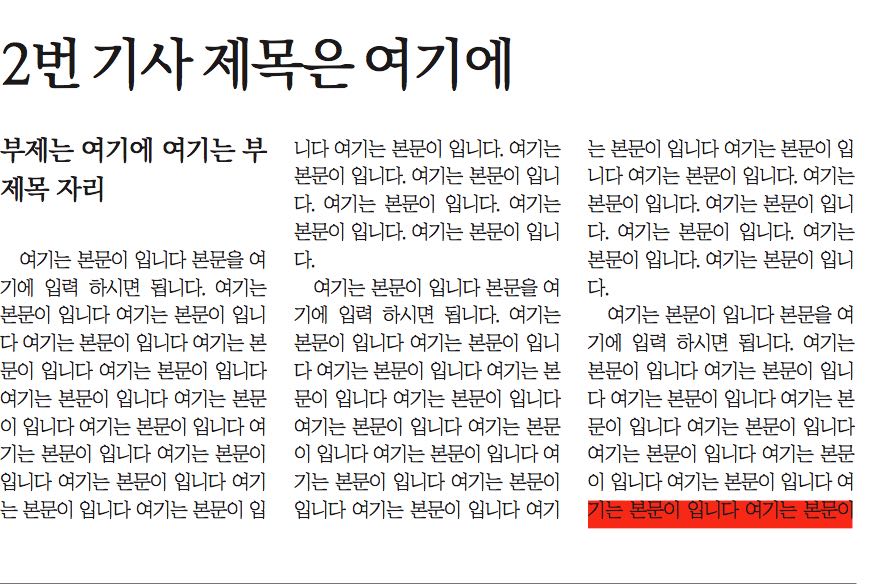 2번 기사 제목은 여기에
부제는 여기에 여기는 부
제목 자리
여기는 본문이 입니다 본문을 여
기에 입력 하시면 됩니다. 여기는
본문이 입니다 여기는 본문이 입니
다 여기는 본문이 입니다 여기는 본
문이 입니다 여기는 본문이 입니다
여기는 본문이 입니다 여기는 본문
이 입니다 여기는 본문이 입니다 여
기는 본문이 입니다 여기는 본문이
입니다 여기는 본문이 입니다 여기
는 본문이 입니다 여기는 본문이 입
니다 여기는 본문이 입니다. 여기는
본문이 입니다. 여기는 본문이 입니
다. 여기는 본문이 입니다. 여기는
본문이 입니다. 여기는 본문이 입니
다.
여기는 본문이 입니다 본문을 여
기에 입력 하시면 됩니다. 여기는
본문이 입니다 여기는 본문이 입니
다 여기는 본문이 입니다 여기는 본
문이 입니다 여기는 본문이 입니다
여기는 본문이 입니다 여기는 본문
이 입니다 여기는 본문이 입니다 여
기는 본문이 입니다 여기는 본문이
입니다 여기는 본문이 입니다 여기
는 본문이 입니다 여기는 본문이 입
니다 여기는 본문이 입니다. 여기는
본문이 입니다. 여기는 본문이 입니
다. 여기는 본문이 입니다. 여기는
본문이 입니다. 여기는 본문이 입니
다.
여기는 본문이 입니다 본문을 여
기에 입력 하시면 됩니다. 여기는
본문이 입니다 여기는 본문이 입니
다 여기는 본문이 입니다 여기는 본
문이 입니다 여기는 본문이 입니다
여기는 본문이 입니다 여기는 본문
이 입니다 여기는 본문이 입니다 여
기는 본문이 입니다 여기는 본문이